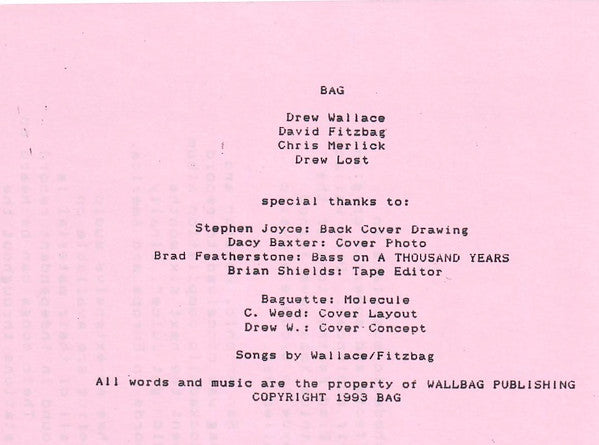 BAG
Drew Wallace
David Fitzbag
Chris Merlick
Drew Lost
special thanks to:
Stephen Joyce: Back Cover Drawing
Dacy Baxter: Cover Photo
Brad Featherstone: Bass on A THOUSAND YEARS
Brian Shields: Tape Editor
Baguette: Molecule
C. Weed: Cover Layout
Drew W.: Cover Concept
Songs by Wallace/Fitzbag
All words and music are the property of WALLBAG PUBLISHING
COPYRIGHT 1993 BAG